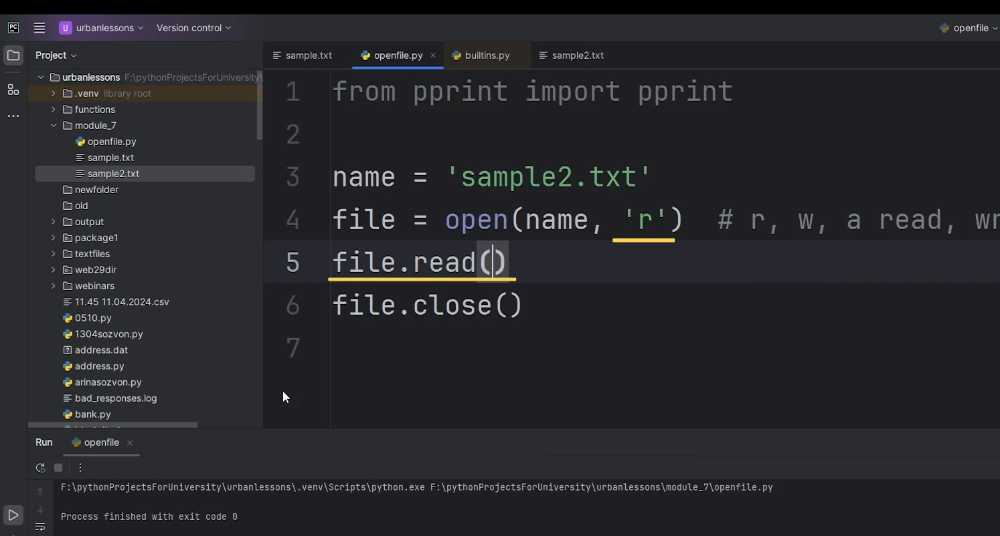 PC
U urbanlessons
Version control
openfile
Project
sample.txt
openfile.py
builtins.py
sample2.txt
urbanlessons F:\pythonProjectsForUniversity\
.venv library root
functions
module_7
openfile.py
sample.txt
sample2.txt
newfolder
old
output
package1
textfiles
web29dir
webinars
11.45 11.04.2024.csv
0510.py
1304sozvon.py
address.dat
address.py
arinasozvon.py
bad_responses.log
bank.py
1 from pprint import pprint
2
3 name = 'sample2.txt'
4 file = open(name, 'r')  # r, w, a read, wr
5 file.read()
6 file.close()
7
Run
openfile
F:\pythonProjectsForUniversity\urbanlessons\.venv\Scripts\python.exe F:\pythonProjectsForUniversity\urbanlessons\module_7\openfile.py
Process finished with exit code 0